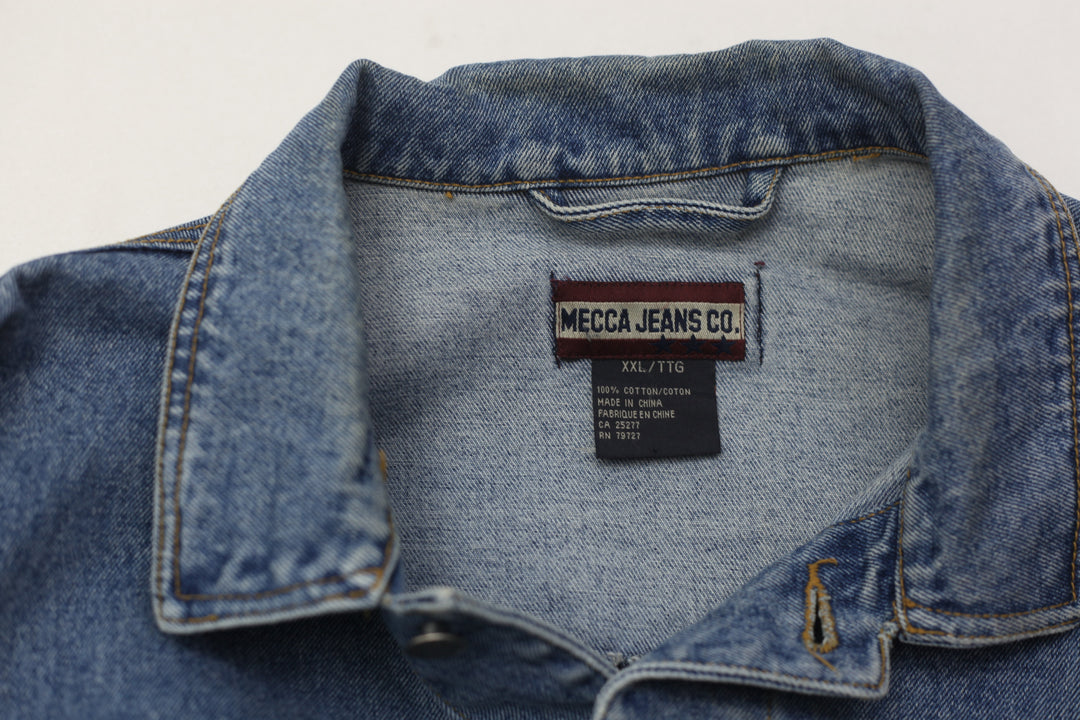 MECCA JEANS CO.
XXL/TTG
100% COTTON/COTON
MADE IN CHINA
FABRIQUE EN CHINE
CA 25277
RN 79727